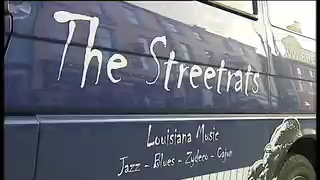 The Streetrats
Louisiana Music
Jazz - Blues - Zydeco - Cajun